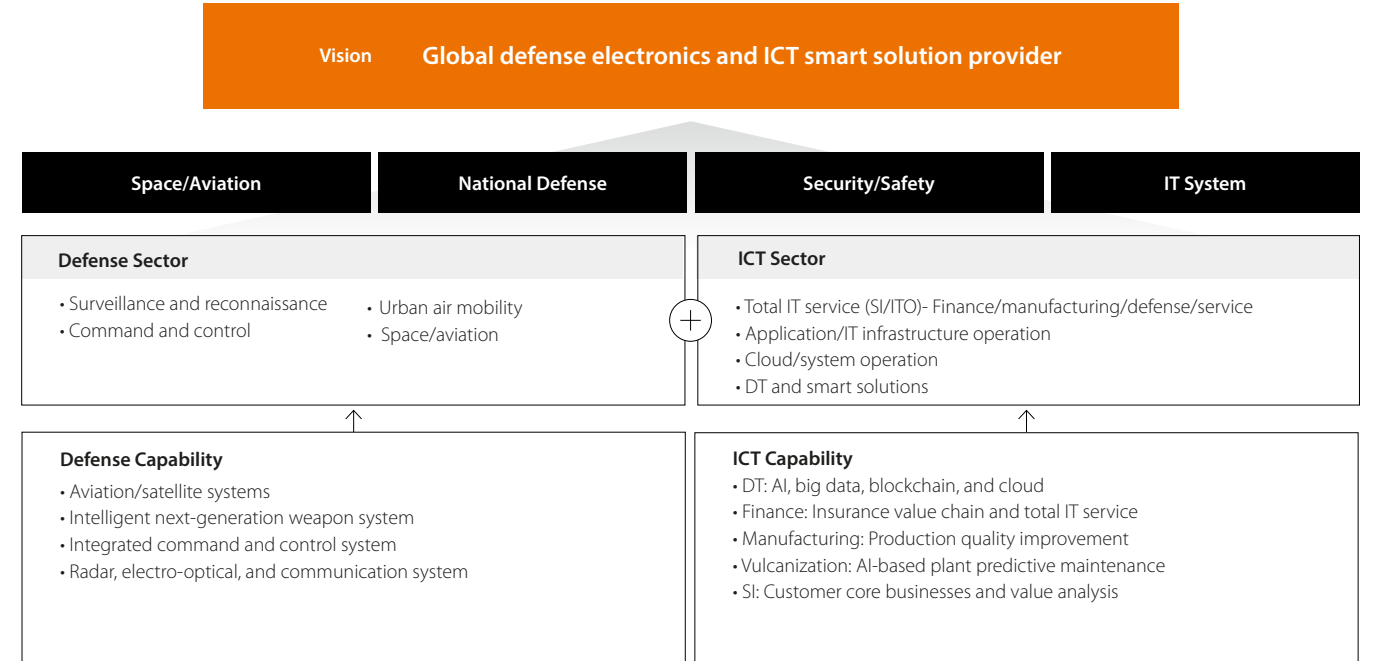 Vision Global defense electronics and ICT smart solution provider
Space/Aviation
National Defense
Security/Safety
IT System
Defense Sector
• Surveillance and reconnaissance
• Command and control
• Urban air mobility
• Space/aviation
ICT Sector
• Total IT service (SI/ITO)- Finance/manufacturing/defense/service
• Application/IT infrastructure operation
• Cloud/system operation
• DT and smart solutions
Defense Capability
• Aviation/satellite systems
• Intelligent next-generation weapon system
• Integrated command and control system
• Radar, electro-optical, and communication system
ICT Capability
• DT: AI, big data, blockchain, and cloud
• Finance: Insurance value chain and total IT service
• Manufacturing: Production quality improvement
• Vulcanization: AI-based plant predictive maintenance
• SI: Customer core businesses and value analysis